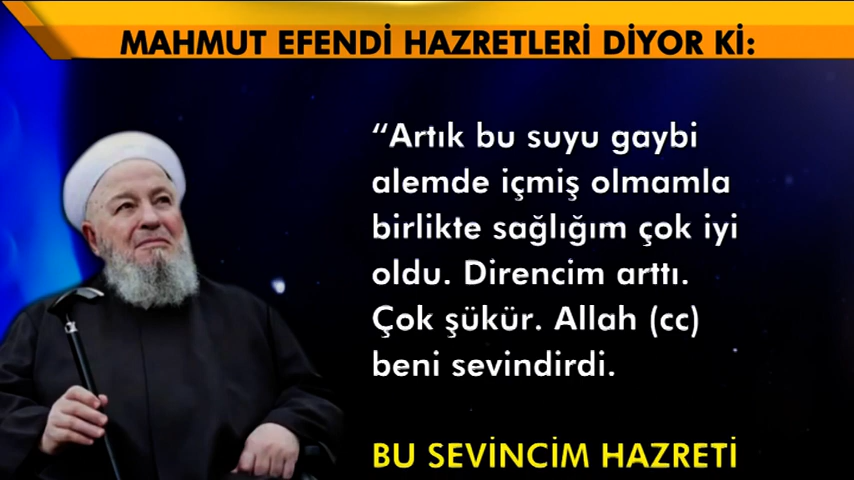 MAHMUT EFENDİ HAZRETLERİ DİYOR Kİ:
“Artık bu suyu gaybi
alemde içmiş olmamla
birlikte sağlığım çok iyi
oldu. Direncim arttı.
Çok şükür. Allah (cc)
beni sevindirdi.
BU SEVİNCİM HAZRETİ